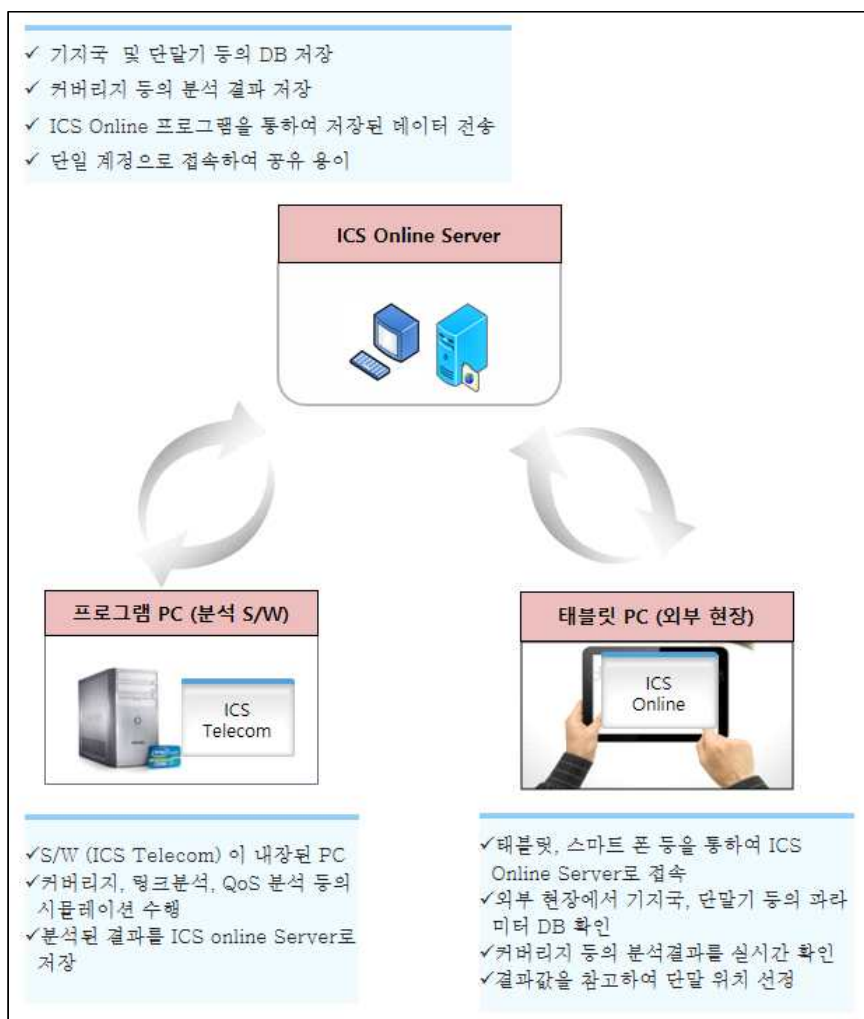 ✓ 기지국 및 단말기 등의 DB 저장
✓ 커버리지 등의 분석 결과 저장
✓ ICS Online 프로그램을 통하여 저장된 데이터 전송
✓ 단일 계정으로 접속하여 공유 용이
ICS Online Server
프로그램 PC (분석 S/W)
ICS
Telecom
✓S/W (ICS Telecom) 이 내장된 PC
✓커버리지, 링크분석, QoS 분석 등의
시뮬레이션 수행
✓분석된 결과를 ICS online Server로
저장
태블릿 PC (외부 현장)
ICS
Online
✓태블릿, 스마트 폰 등을 통하여 ICS
Online Server로 접속
✓외부 현장에서 기지국, 단말기 등의 파라
미터 DB 확인
✓커버리지 등의 분석결과를 실시간 확인
✓결과값을 참고하여 단말 위치 선정